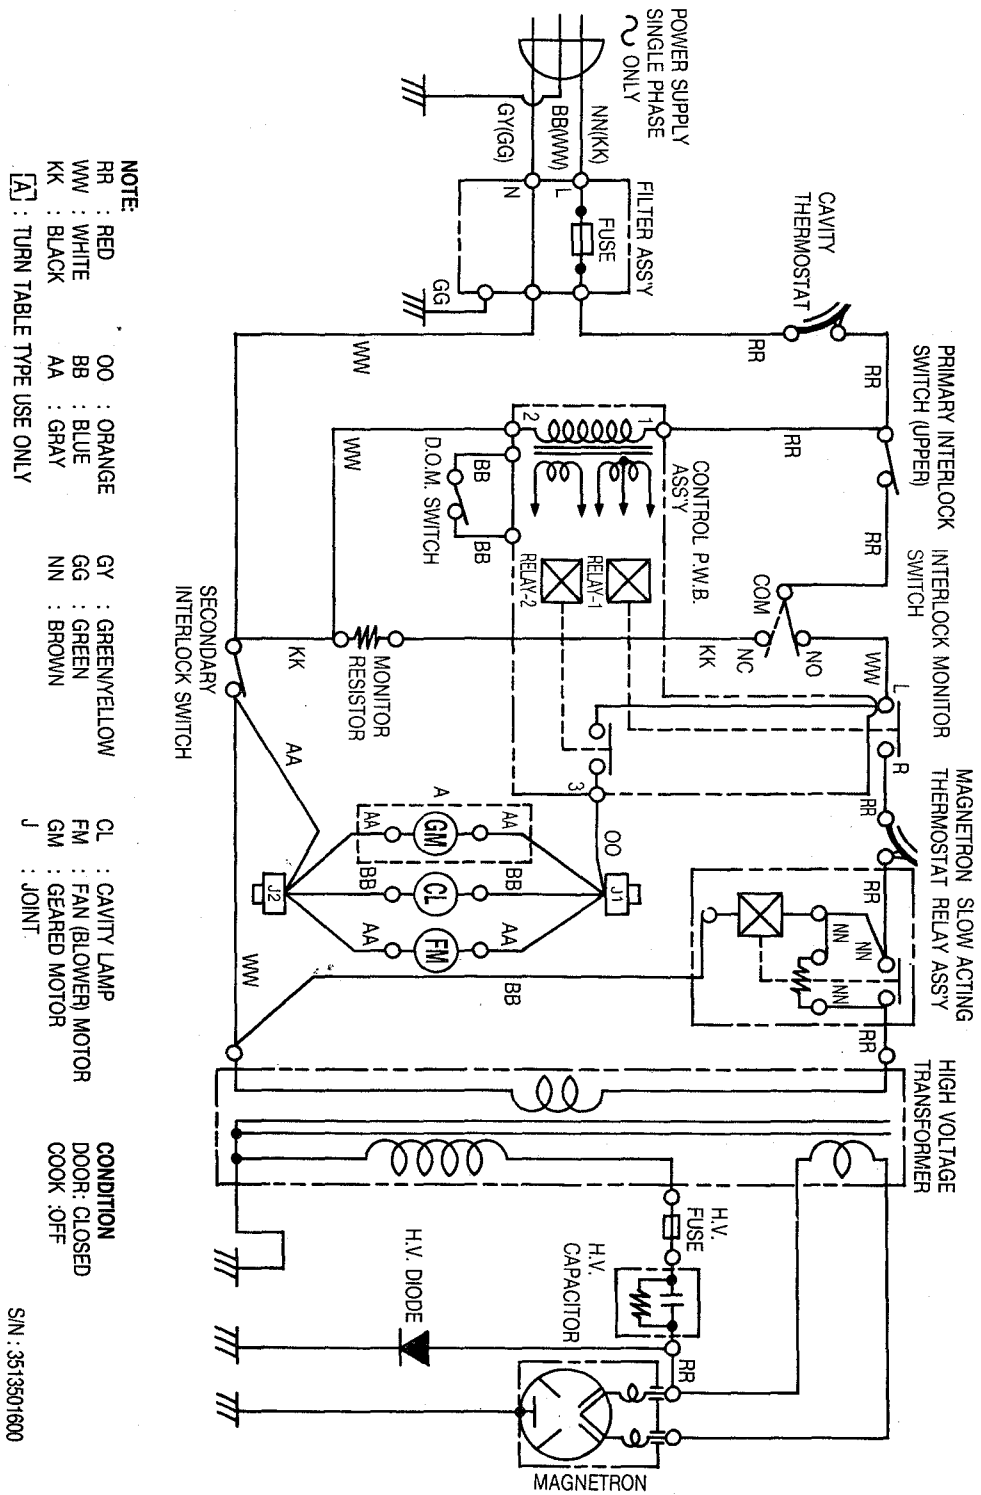 POWER SUPPLY
SINGLE PHASE
∿ ONLY
NN(KK)
BB(WW)
GY(GG)
FILTER ASS'Y
L
N
FUSE
GG
CAVITY
THERMOSTAT
RR
RR
WW
PRIMARY INTERLOCK
SWITCH (UPPER)
RR
RR
WW
1
2
CONTROL P.W.B.
ASS'Y
BB
BB
D.O.M. SWITCH
RELAY-1
RELAY-2
INTERLOCK MONITOR
SWITCH
COM
NC
NO
KK
WW
MONITOR
RESISTOR
KK
SECONDARY
INTERLOCK SWITCH
L
R
3
OO
RR
MAGNETRON SLOW ACTING
THERMOSTAT RELAY ASS'Y
RR
NN
NN
NN
RR
AA
J1
J2
A
AA
GM
AA
BB
CL
BB
AA
FM
AA
BB
WW
HIGH VOLTAGE
TRANSFORMER
H.V.
FUSE
H.V.
CAPACITOR
RR
H.V. DIODE
MAGNETRON
NOTE:
RR : RED
WW : WHITE
KK : BLACK
A : TURN TABLE TYPE USE ONLY
OO : ORANGE
BB : BLUE
AA : GRAY
GY : GREEN/YELLOW
GG : GREEN
NN : BROWN
CL : CAVITY LAMP
FM : FAN (BLOWER) MOTOR
GM : GEARED MOTOR
J : JOINT
CONDITION
DOOR: CLOSED
COOK :OFF
S/N : 3513501600